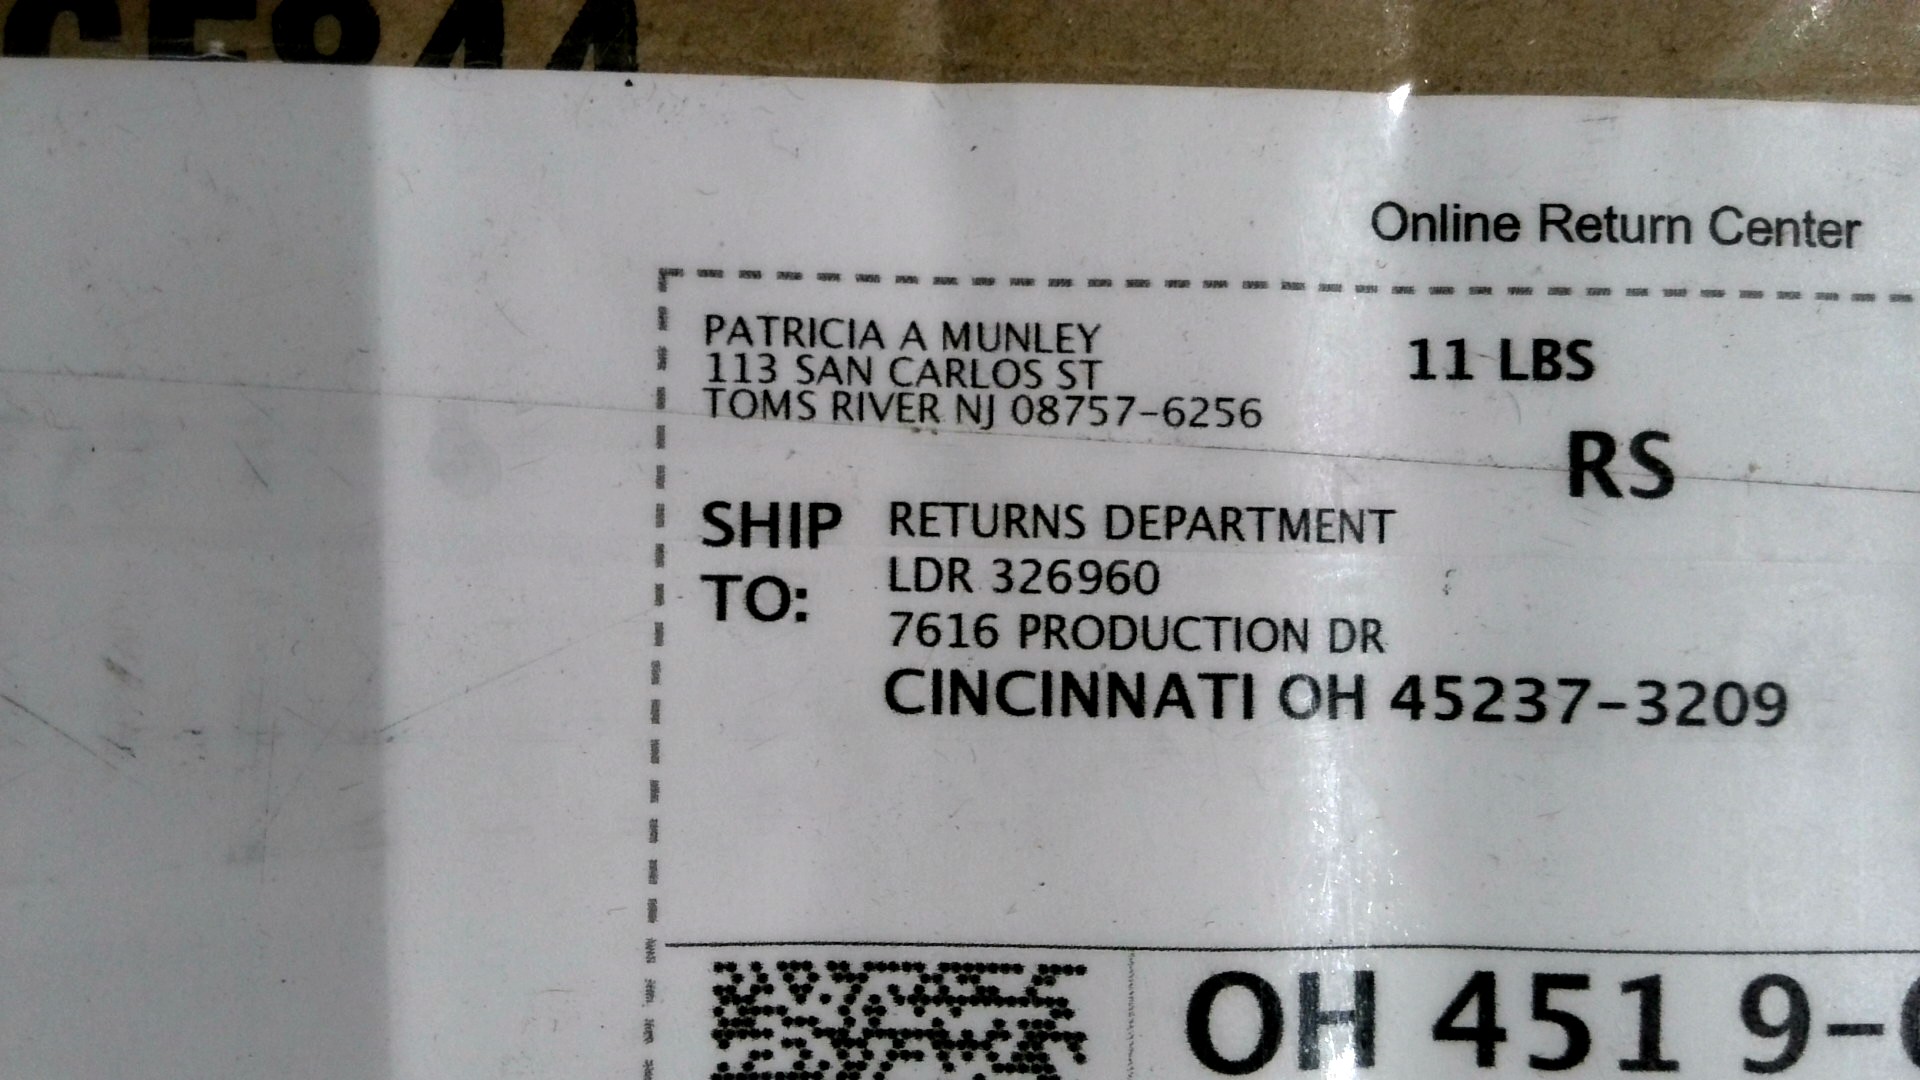 Online Return Center
PATRICIA A MUNLEY
113 SAN CARLOS ST
TOMS RIVER NJ 08757-6256
11 LBS
RS
SHIP TO:
RETURNS DEPARTMENT
LDR 326960
7616 PRODUCTION DR
CINCINNATI OH 45237-3209
OH 451 9-